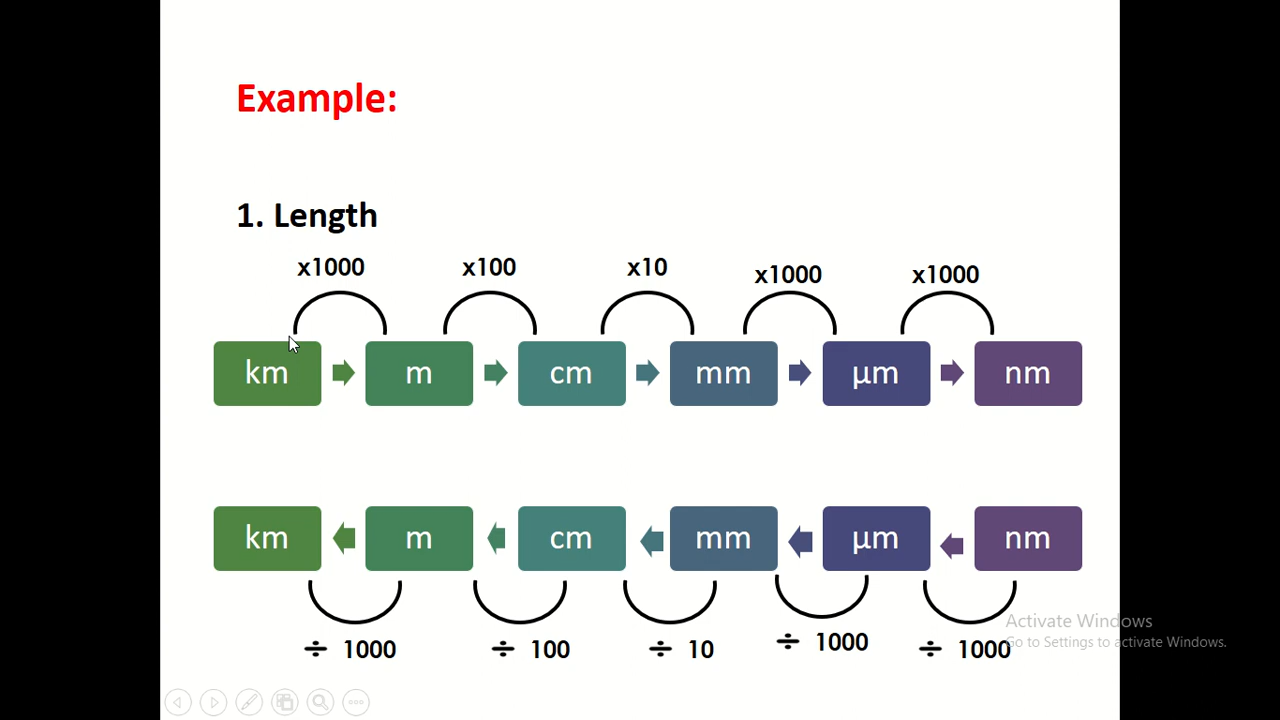 Example:
1. Length
x1000 x100 x10 x1000 x1000
km m cm mm µm nm
km m cm mm µm nm
÷ 1000 ÷ 100 ÷ 10 ÷ 1000 ÷ 1000
Activate Windows
Go to Settings to activate Windows.